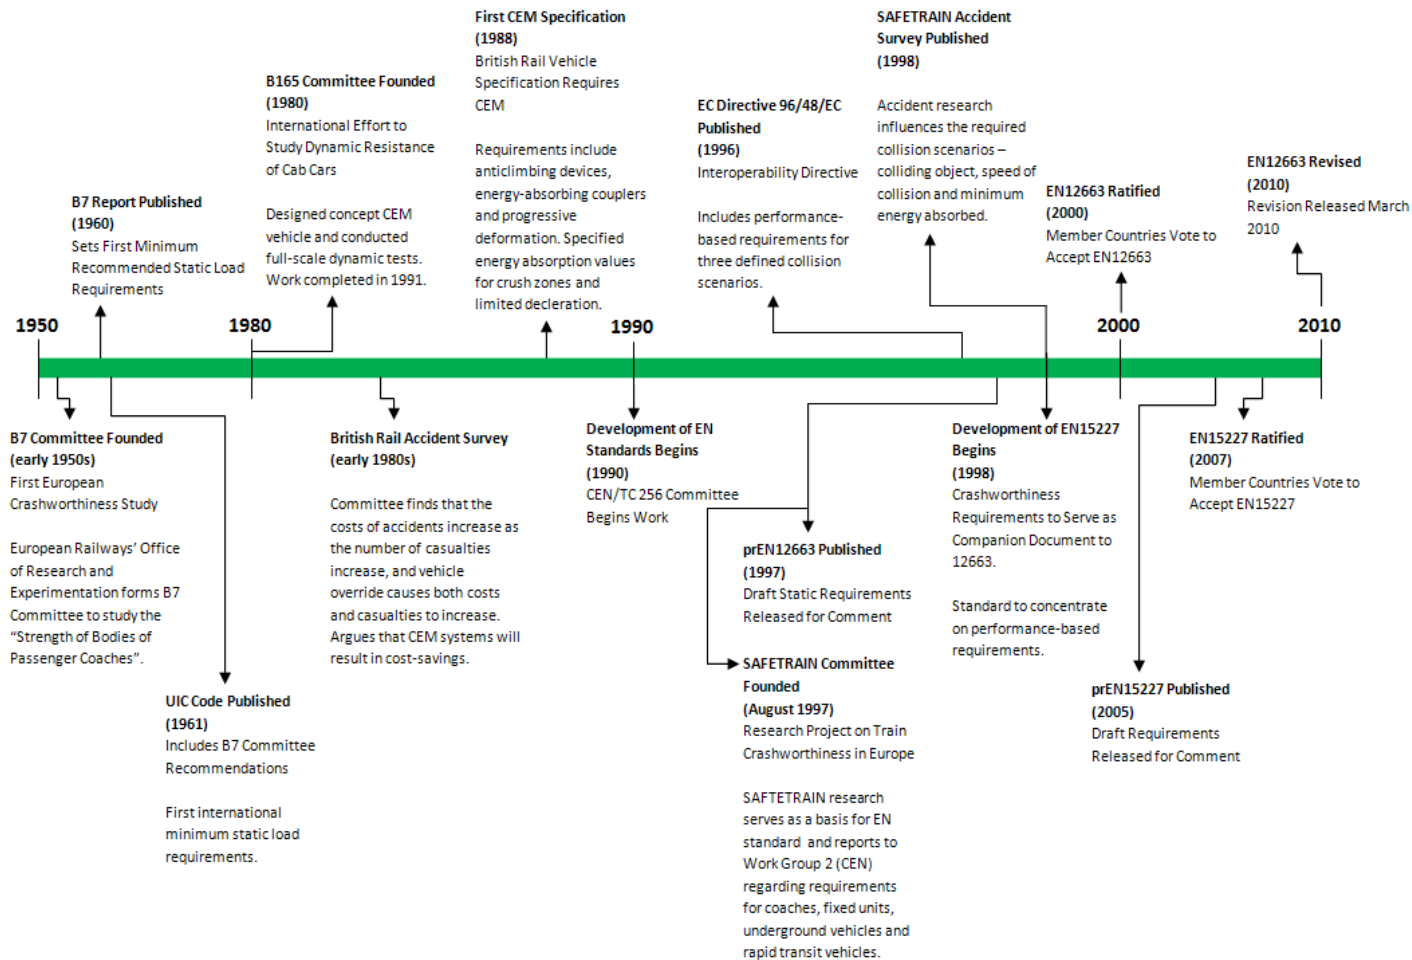 First CEM Specification
(1988)
British Rail Vehicle
Specification Requires
CEM
Requirements include
anticlimbing devices,
energy-absorbing couplers
and progressive
deformation. Specified
energy absorption values
for crush zones and
limited decleration.
SAFETRAIN Accident
Survey Published
(1998)
Accident research
influences the required
collision scenarios –
colliding object, speed of
collision and minimum
energy absorbed.
B165 Committee Founded
(1980)
International Effort to
Study Dynamic Resistance
of Cab Cars
Designed concept CEM
vehicle and conducted
full-scale dynamic tests.
Work completed in 1991.
EC Directive 96/48/EC
Published
(1996)
Interoperability Directive
Includes performance-
based requirements for
three defined collision
scenarios.
B7 Report Published
(1960)
Sets First Minimum
Recommended Static Load
Requirements
EN12663 Ratified
(2000)
Member Countries Vote to
Accept EN12663
EN12663 Revised
(2010)
Revision Released March
2010
1950
1980
1990
2000
2010
B7 Committee Founded
(early 1950s)
First European
Crashworthiness Study
European Railways’ Office
of Research and
Experimentation forms B7
Committee to study the
“Strength of Bodies of
Passenger Coaches”.
UIC Code Published
(1961)
Includes B7 Committee
Recommendations
First international
minimum static load
requirements.
British Rail Accident Survey
(early 1980s)
Committee finds that the
costs of accidents increase as
the number of casualties
increase, and vehicle
override causes both costs
and casualties to increase.
Argues that CEM systems will
result in cost-savings.
Development of EN
Standards Begins
(1990)
CEN/TC 256 Committee
Begins Work
prEN12663 Published
(1997)
Draft Static Requirements
Released for Comment
SAFETRAIN Committee
Founded
(August 1997)
Research Project on Train
Crashworthiness in Europe
SAFTETRAIN research
serves as a basis for EN
standard and reports to
Work Group 2 (CEN)
regarding requirements
for coaches, fixed units,
underground vehicles and
rapid transit vehicles.
Development of EN15227
Begins
(1998)
Crashworthiness
Requirements to Serve as
Companion Document to
12663.
Standard to concentrate
on performance-based
requirements.
prEN15227 Published
(2005)
Draft Requirements
Released for Comment
EN15227 Ratified
(2007)
Member Countries Vote to
Accept EN15227